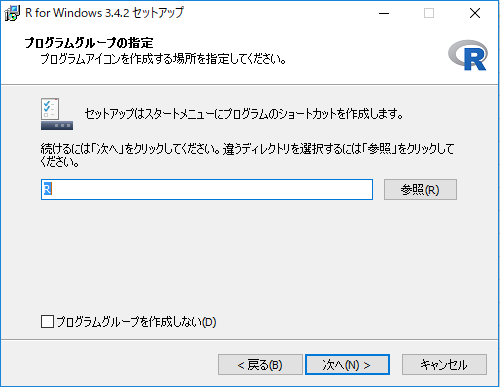 R for Windows 3.4.2 セットアップ
プログラムグループの指定
プログラムアイコンを作成する場所を指定してください。
R
セットアップはスタートメニューにプログラムのショートカットを作成します。
続けるには「次へ」をクリックしてください。違うディレクトリを選択するには「参照」をクリックして
ください。
R
参照(R)
プログラムグループを作成しない(D)
< 戻る(B)
次へ(N) >
キャンセル